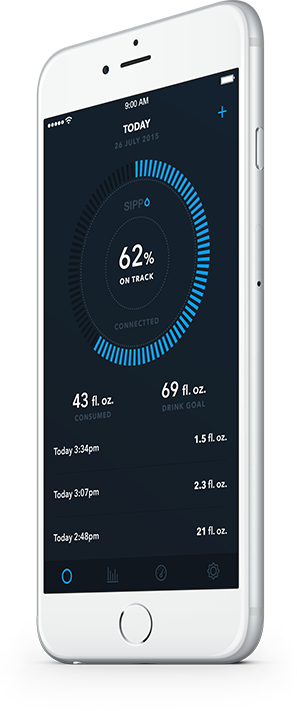 9:00 AM
TODAY
26 JULY 2015
+
SIPP
62%
ON TRACK
CONNECTTED
43 fl. oz. 69 fl. oz.
CONSUMED DRINK GOAL
Today 3:34pm 1.5 fl. oz.
Today 3:07pm 2.3 fl. oz.
Today 2:48pm 21 fl. oz.